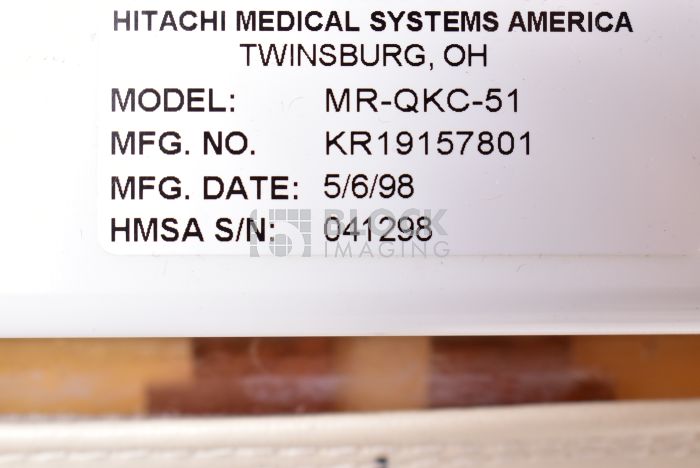 HITACHI MEDICAL SYSTEMS AMERICA
TWINSBURG, OH
MODEL: MR-QKC-51
MFG. NO. KR19157801
MFG. DATE: 5/6/98
HMSA S/N: 041298
BLOCK
IMAGING